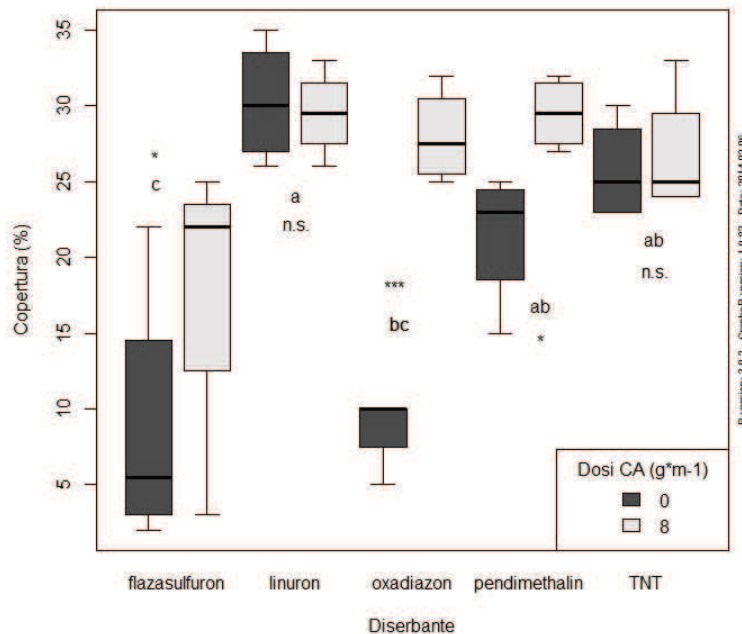 35
30
25
20
15
10
5
Copertura (%)
*
c
a
n.s.
***
bc
ab
*
ab
n.s.
Dosi CA (g*m-1)
0
8
flazasulfuron linuron oxadiazon pendimethalin TNT
Diserbante